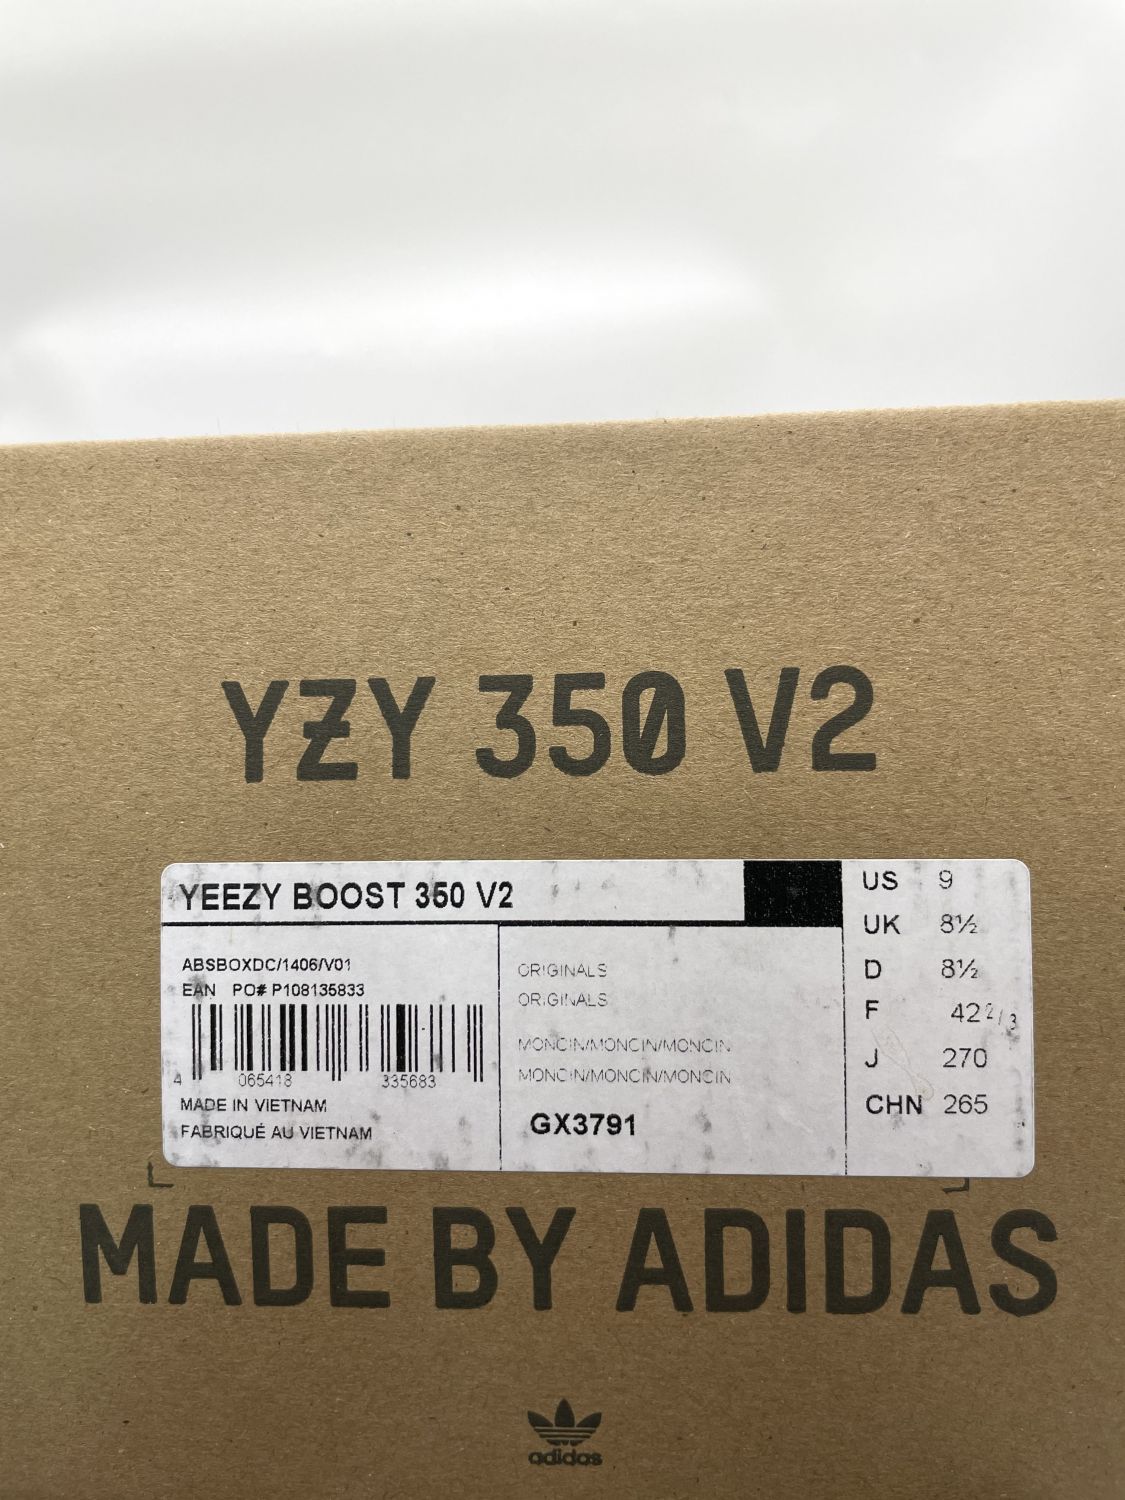 YZY 350 V2
YEEZY BOOST 350 V2
ABSBOXDC/1406/V01
EAN PO# P108135833
4 065418 335683
MADE IN VIETNAM
FABRIQUÉ AU VIETNAM
ORIGINALS
ORIGINALS
MONCIN/MONCIN/MONCIN
MONCIN/MONCIN/MONCIN
GX3791
US 9
UK 8½
D 8½
F 42 2/3
J 270
CHN 265
MADE BY ADIDAS
adidas